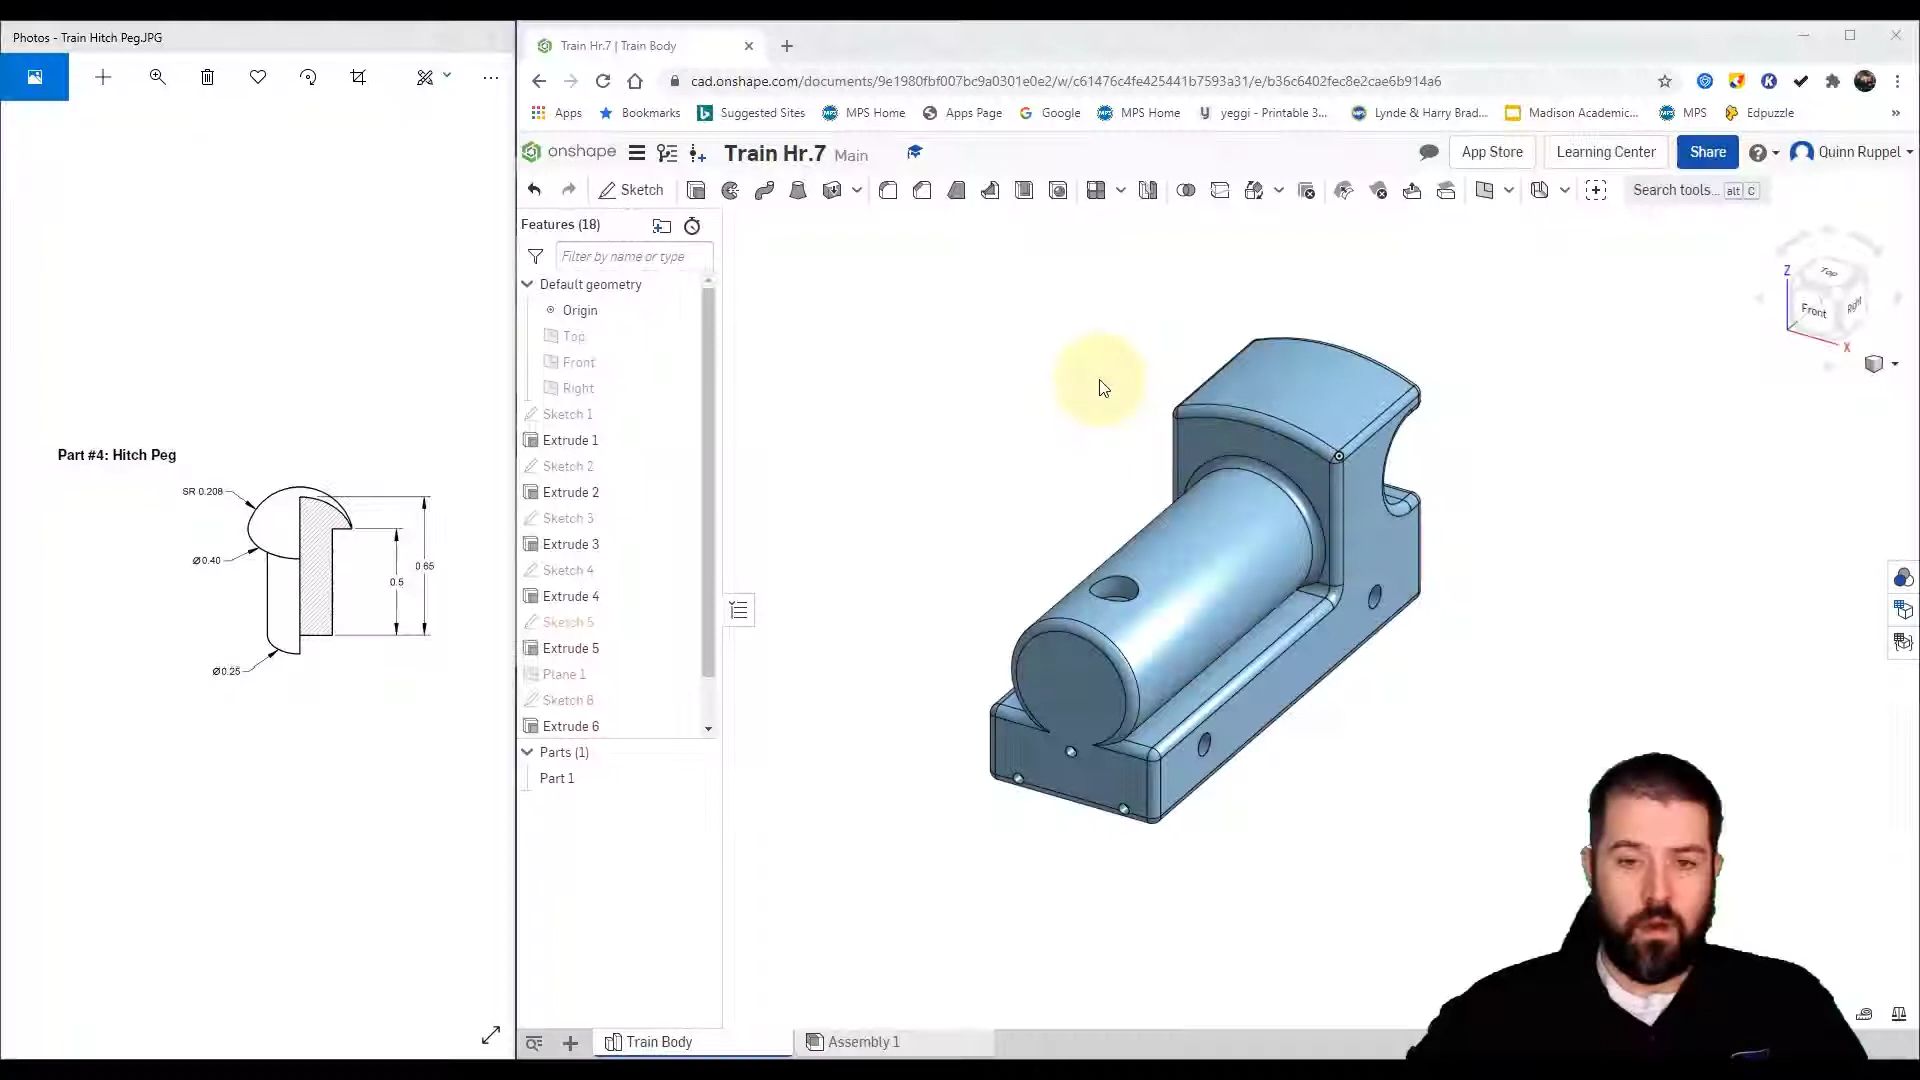 Photos - Train Hitch Peg.JPG
Part #4: Hitch Peg
SR 0.208
Ø0.40
0.65
0.5
Ø0.25
Train Hr.7 | Train Body
cad.onshape.com/documents/9e1980fbf007bc9a0301e0e2/w/c61476c4fe425441b7593a31/e/b36c6402fec8e2cae6b914a6
Apps Bookmarks Suggested Sites MPS Home Apps Page Google MPS Home yeggi - Printable 3... Lynde & Harry Brad... Madison Academic... MPS Edpuzzle »
onshape Train Hr.7 Main App Store Learning Center Share Quinn Ruppel
Sketch Search tools... alt C
Features (18)
Filter by name or type
Default geometry
Origin
Top
Front
Right
Sketch 1
Extrude 1
Sketch 2
Extrude 2
Sketch 3
Extrude 3
Sketch 4
Extrude 4
Sketch 5
Extrude 5
Plane 1
Sketch 6
Extrude 6
Parts (1)
Part 1
Z
Top
Front
Right
X
Train Body
Assembly 1